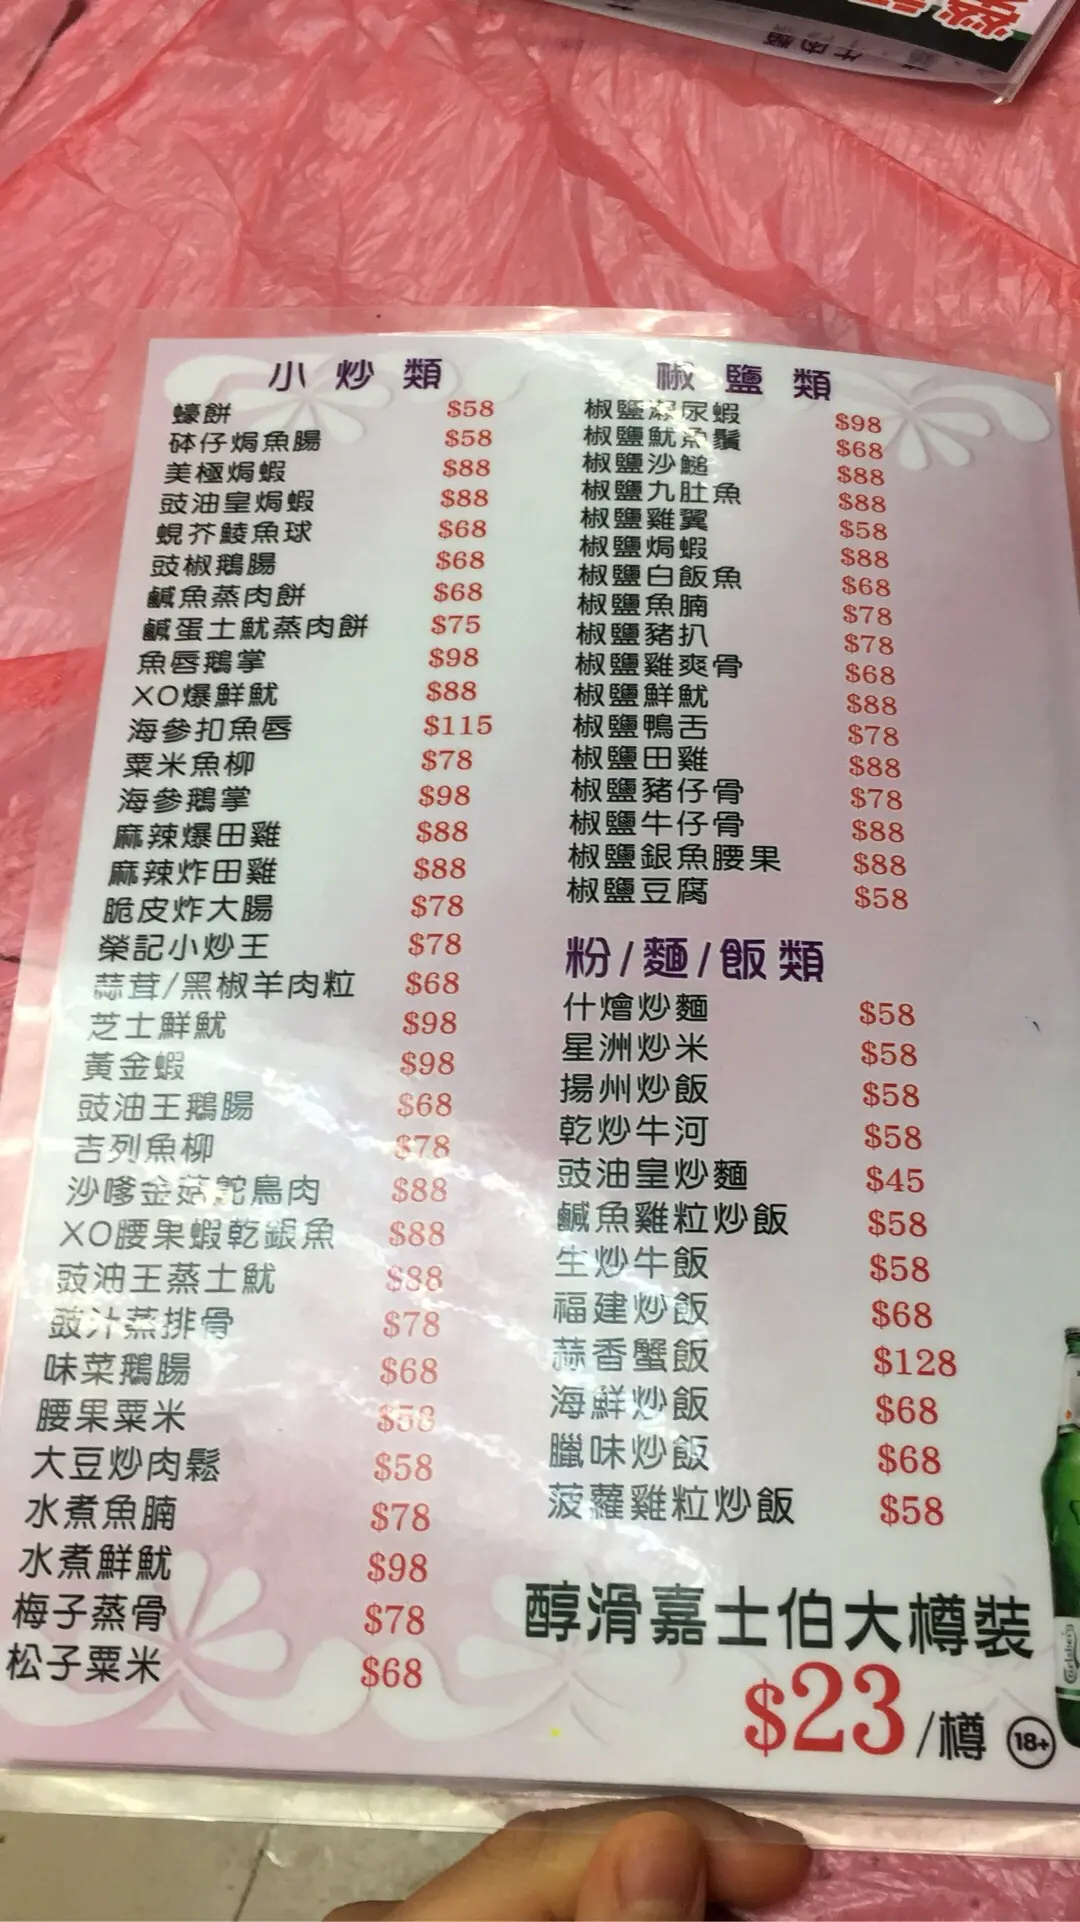 牛肉類
小炒類
蠔餅 $58
砵仔焗魚腸 $58
美極焗蝦 $88
豉油皇焗蝦 $88
蜆芥鯪魚球 $68
豉椒鵝腸 $68
鹹魚蒸肉餅 $68
鹹蛋土魷蒸肉餅 $75
魚唇鵝掌 $98
XO爆鮮魷 $88
海參扣魚唇 $115
粟米魚柳 $78
海參鵝掌 $98
麻辣爆田雞 $88
麻辣炸田雞 $88
脆皮炸大腸 $78
榮記小炒王 $78
蒜茸/黑椒羊肉粒 $68
芝士鮮魷 $98
黃金蝦 $98
豉油王鵝腸 $68
吉列魚柳 $78
沙嗲金菇鴕鳥肉 $88
XO腰果蝦乾銀魚 $88
豉油王蒸土魷 $88
豉汁蒸排骨 $78
味菜鵝腸 $68
腰果粟米 $58
大豆炒肉鬆 $58
水煮魚腩 $78
水煮鮮魷 $98
梅子蒸骨 $78
松子粟米 $68
椒鹽類
椒鹽瀨尿蝦 $98
椒鹽魷魚鬚 $68
椒鹽沙鯭 $88
椒鹽九肚魚 $88
椒鹽雞翼 $58
椒鹽焗蝦 $88
椒鹽白飯魚 $68
椒鹽魚腩 $78
椒鹽豬扒 $78
椒鹽雞爽骨 $68
椒鹽鮮魷 $88
椒鹽鴨舌 $78
椒鹽田雞 $88
椒鹽豬仔骨 $78
椒鹽牛仔骨 $88
椒鹽銀魚腰果 $88
椒鹽豆腐 $58
粉/麵/飯類
什燴炒麵 $58
星洲炒米 $58
揚州炒飯 $58
乾炒牛河 $58
豉油皇炒麵 $45
鹹魚雞粒炒飯 $58
生炒牛飯 $58
福建炒飯 $68
蒜香蟹飯 $128
海鮮炒飯 $68
臘味炒飯 $68
菠蘿雞粒炒飯 $58
醇滑嘉士伯大樽裝
$23/樽 18+
Carlsberg